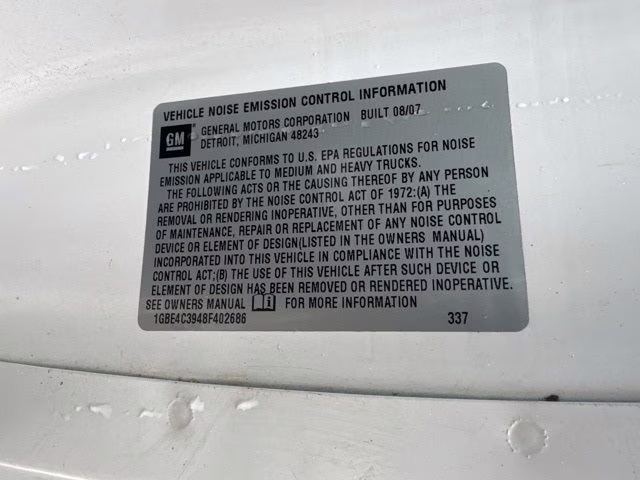 VEHICLE NOISE EMISSION CONTROL INFORMATION
GM GENERAL MOTORS CORPORATION BUILT 08/07
DETROIT, MICHIGAN 48243
THIS VEHICLE CONFORMS TO U.S. EPA REGULATIONS FOR NOISE
EMISSION APPLICABLE TO MEDIUM AND HEAVY TRUCKS.
THE FOLLOWING ACTS OR THE CAUSING THEREOF BY ANY PERSON
ARE PROHIBITED BY THE NOISE CONTROL ACT OF 1972:(A) THE
REMOVAL OR RENDERING INOPERATIVE, OTHER THAN FOR PURPOSES
OF MAINTENANCE, REPAIR OR REPLACEMENT OF ANY NOISE CONTROL
DEVICE OR ELEMENT OF DESIGN(LISTED IN THE OWNERS MANUAL)
INCORPORATED INTO THIS VEHICLE IN COMPLIANCE WITH THE NOISE
CONTROL ACT;(B) THE USE OF THIS VEHICLE AFTER SUCH DEVICE OR
ELEMENT OF DESIGN HAS BEEN REMOVED OR RENDERED INOPERATIVE.
SEE OWNERS MANUAL FOR MORE INFORMATION
1GBE4C3948F402686 337